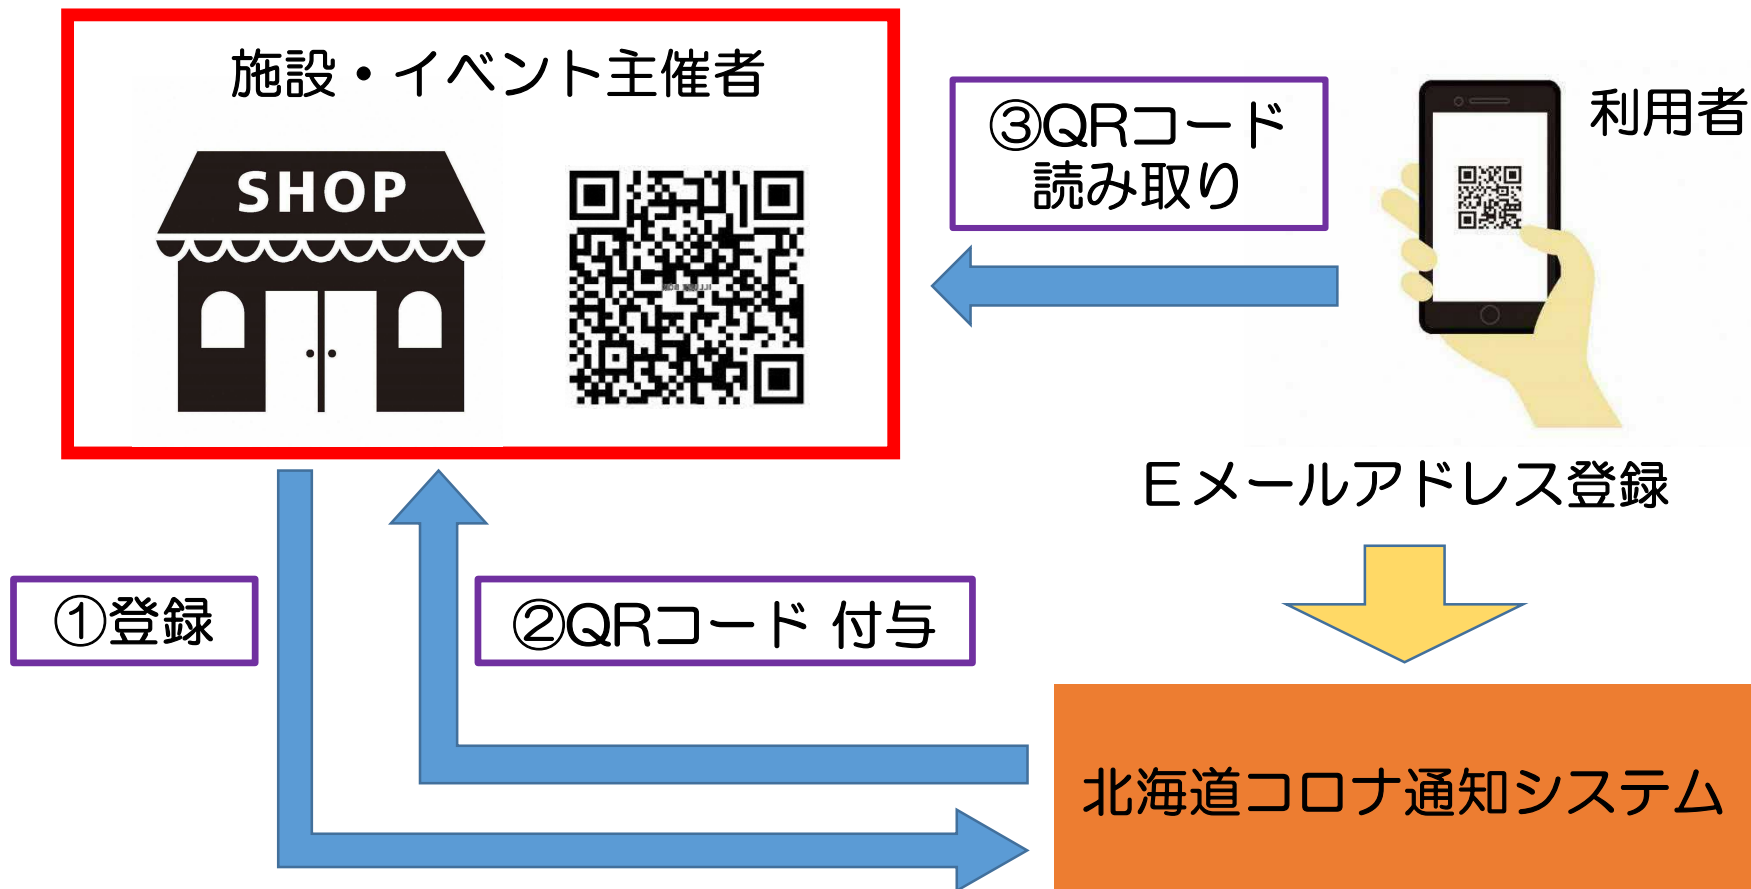 施設・イベント主催者
SHOP
③QRコード
読み取り
利用者
Eメールアドレス登録
①登録
②QRコード 付与
北海道コロナ通知システム